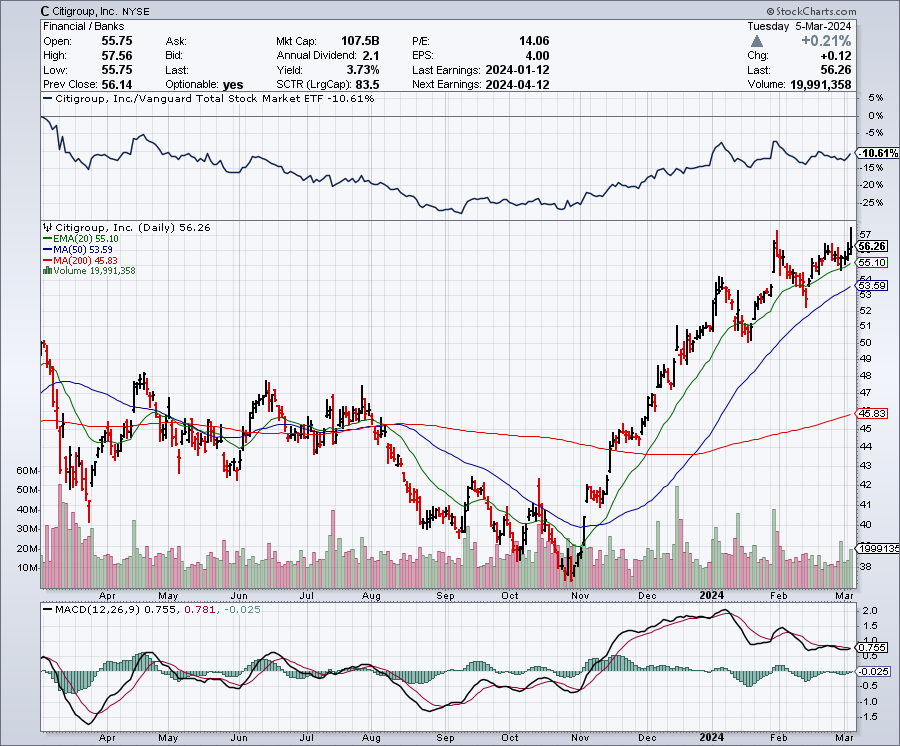 C Citigroup, Inc. NYSE © StockCharts.com
Financial / Banks Tuesday 5-Mar-2024
Open: 55.75 Ask: Mkt Cap: 107.5B P/E: 14.06 +0.21%
High: 57.56 Bid: Annual Dividend: 2.1 EPS: 4.00 Chg: +0.12
Low: 55.75 Last: Yield: 3.73% Last Earnings: 2024-01-12 Last: 56.26
Prev Close: 56.14 Optionable: yes SCTR (LrgCap): 83.5 Next Earnings: 2024-04-12 Volume: 19,991,358
Citigroup, Inc./Vanguard Total Stock Market ETF -10.61%
5%
0%
-5%
-10.61%
-15%
-20%
-25%
Citigroup, Inc. (Daily) 56.26
EMA(20) 55.10
MA(50) 53.59
MA(200) 45.83
Volume 19,991,358
57
56.26
55.10
54
53.59
53
52
51
50
49
48
47
45.83
45
44
43
42
41
40
1999135
38
60M
50M
40M
30M
20M
10M
Apr May Jun Jul Aug Sep Oct Nov Dec 2024 Feb Mar
MACD(12,26,9) 0.755, 0.781, -0.025
2.0
1.5
1.0
0.755
0.5
-0.025
-0.5
-1.0
-1.5
Apr May Jun Jul Aug Sep Oct Nov Dec 2024 Feb Mar